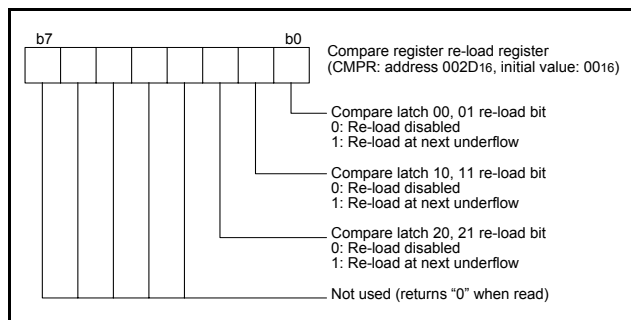 b7 b0
Compare register re-load register
(CMPR: address 002D16, initial value: 0016)
Compare latch 00, 01 re-load bit
0: Re-load disabled
1: Re-load at next underflow
Compare latch 10, 11 re-load bit
0: Re-load disabled
1: Re-load at next underflow
Compare latch 20, 21 re-load bit
0: Re-load disabled
1: Re-load at next underflow
Not used (returns “0” when read)